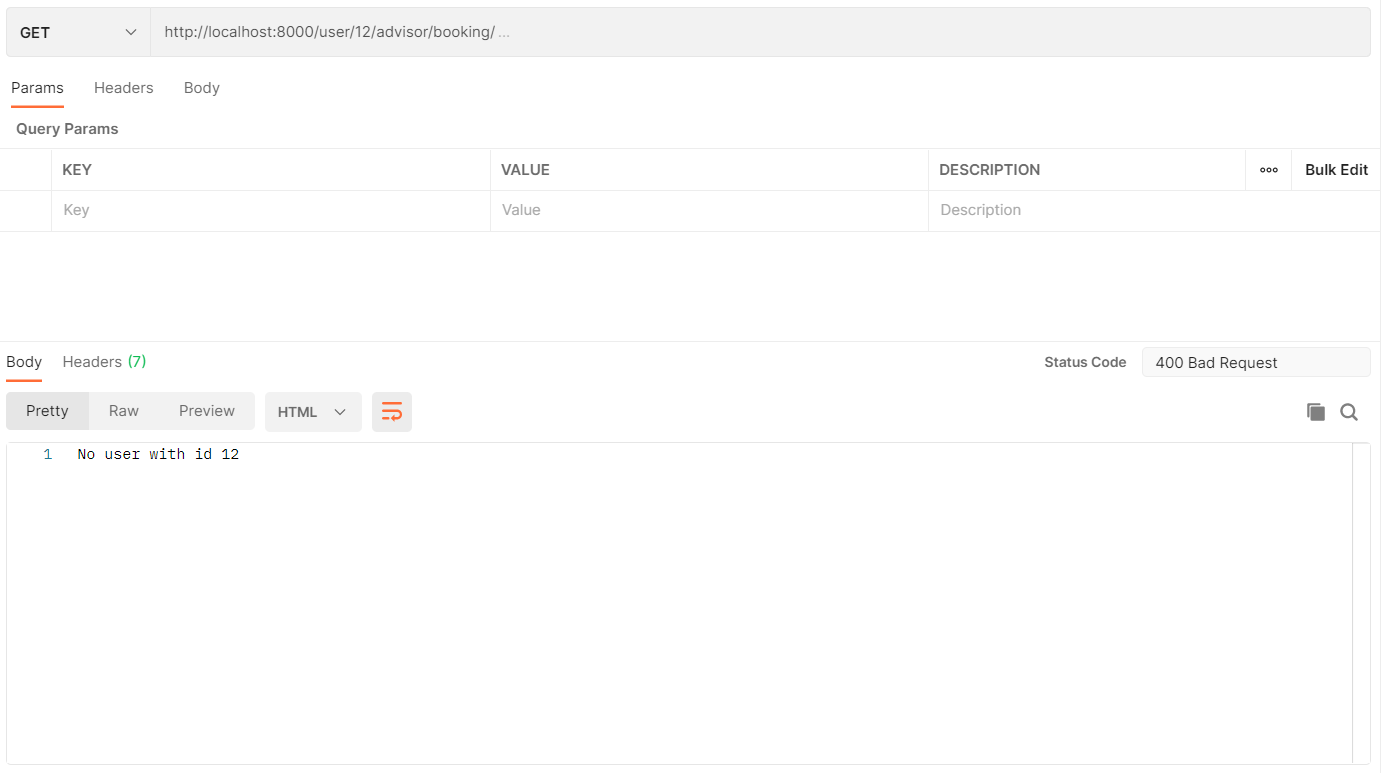 GET http://localhost:8000/user/12/advisor/booking/ ...
Params Headers Body
Query Params
KEY VALUE DESCRIPTION ooo Bulk Edit
Key Value Description
Body Headers (7) Status Code 400 Bad Request
Pretty Raw Preview HTML
1 No user with id 12